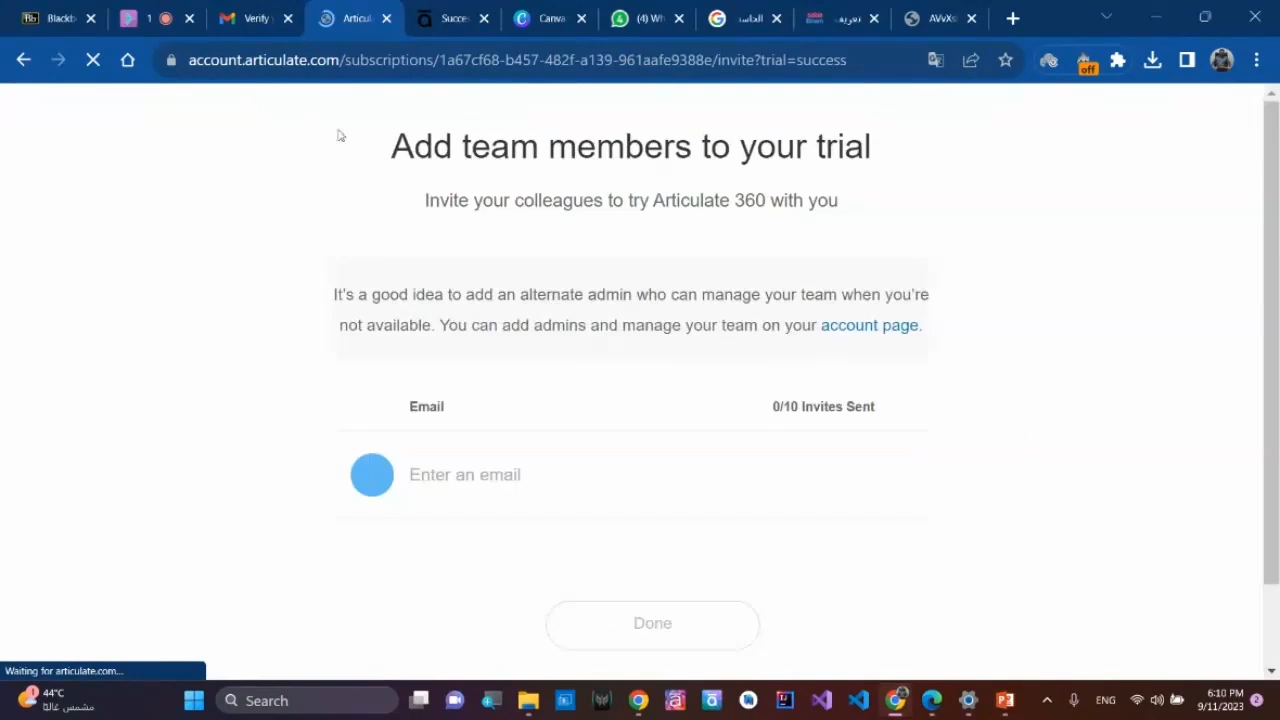 Blackb
1
Verify
Articul
Succe
Canva
(4) Wh
الحاسد
تعريف
AVvXs
account.articulate.com/subscriptions/1a67cf68-b457-482f-a139-961aafe9388e/invite?trial=success
off
Add team members to your trial
Invite your colleagues to try Articulate 360 with you
It's a good idea to add an alternate admin who can manage your team when you're
not available. You can add admins and manage your team on your account page.
Email
0/10 Invites Sent
Enter an email
Done
Waiting for articulate.com...
44°C
مشمس غالبًا
Search
ENG
6:10 PM
9/11/2023
2